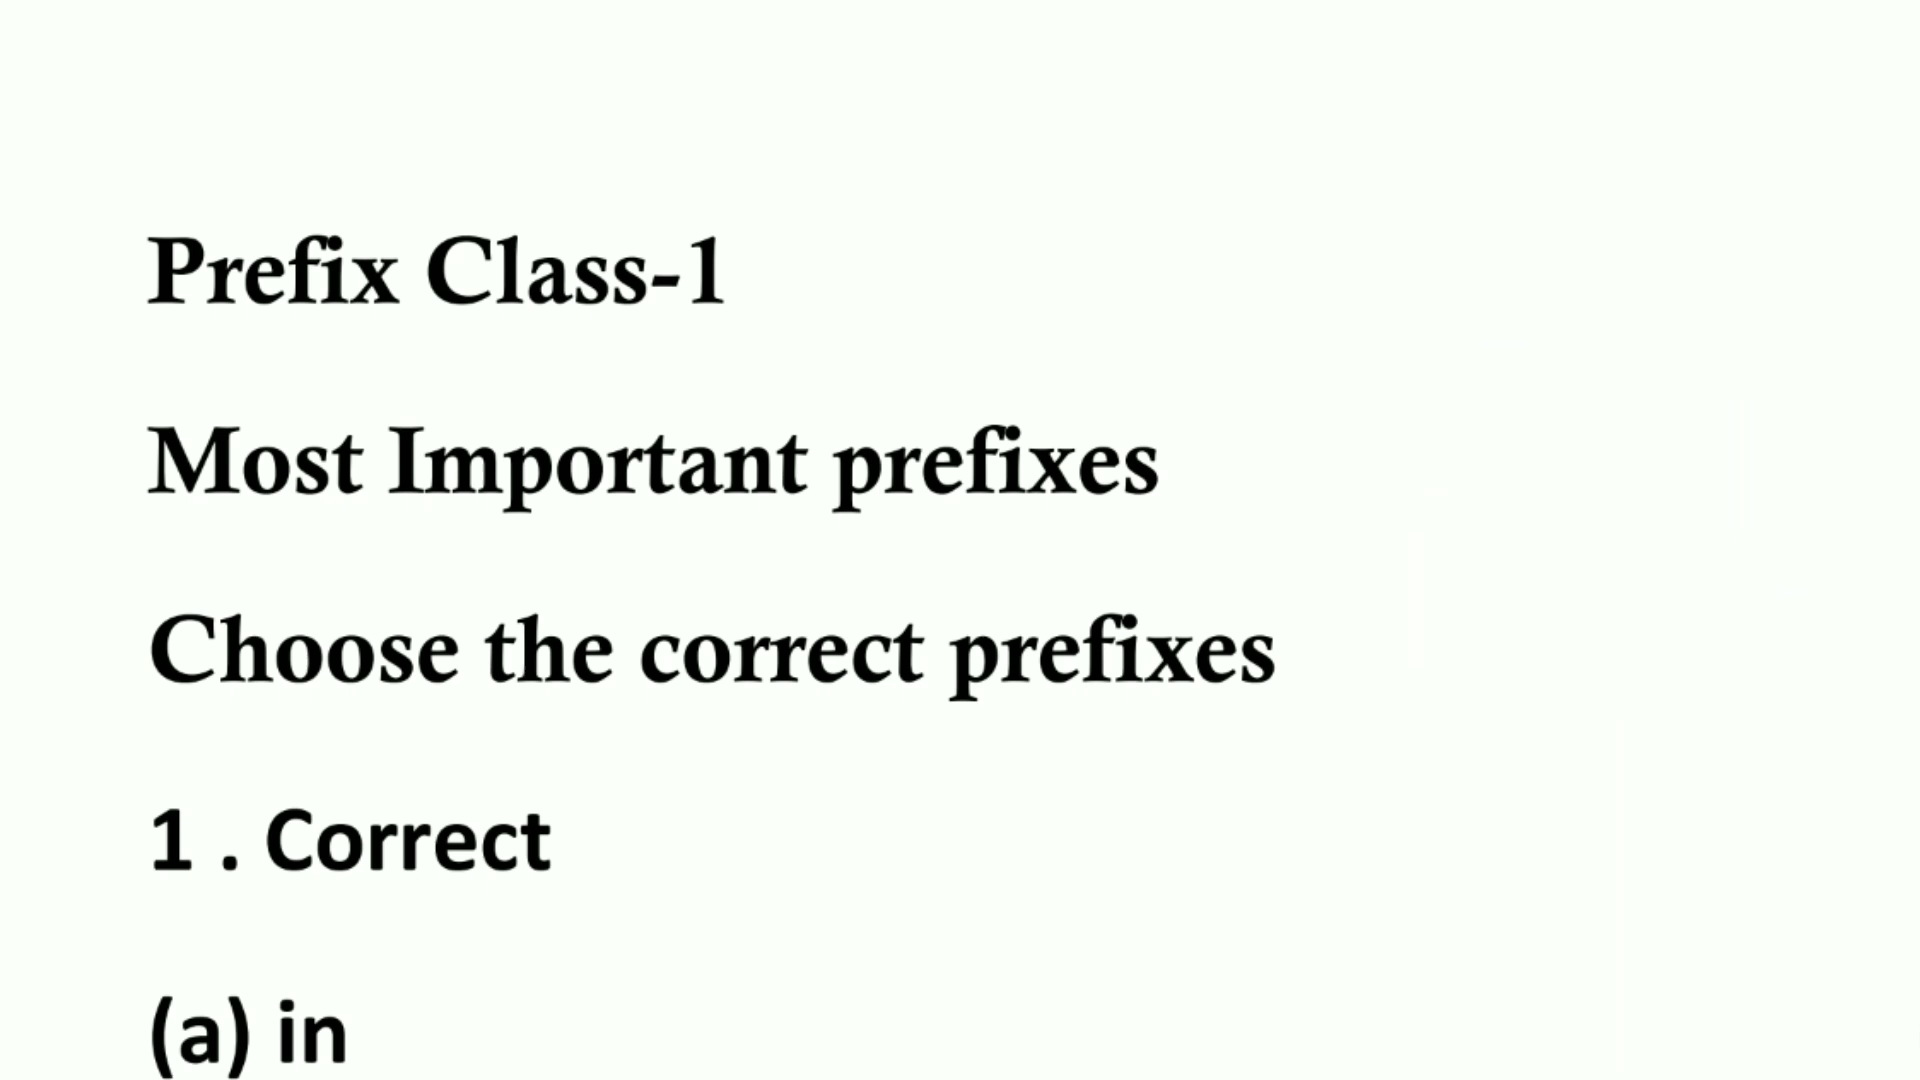 Prefix Class-1
Most Important prefixes
Choose the correct prefixes
1 . Correct
(a) in